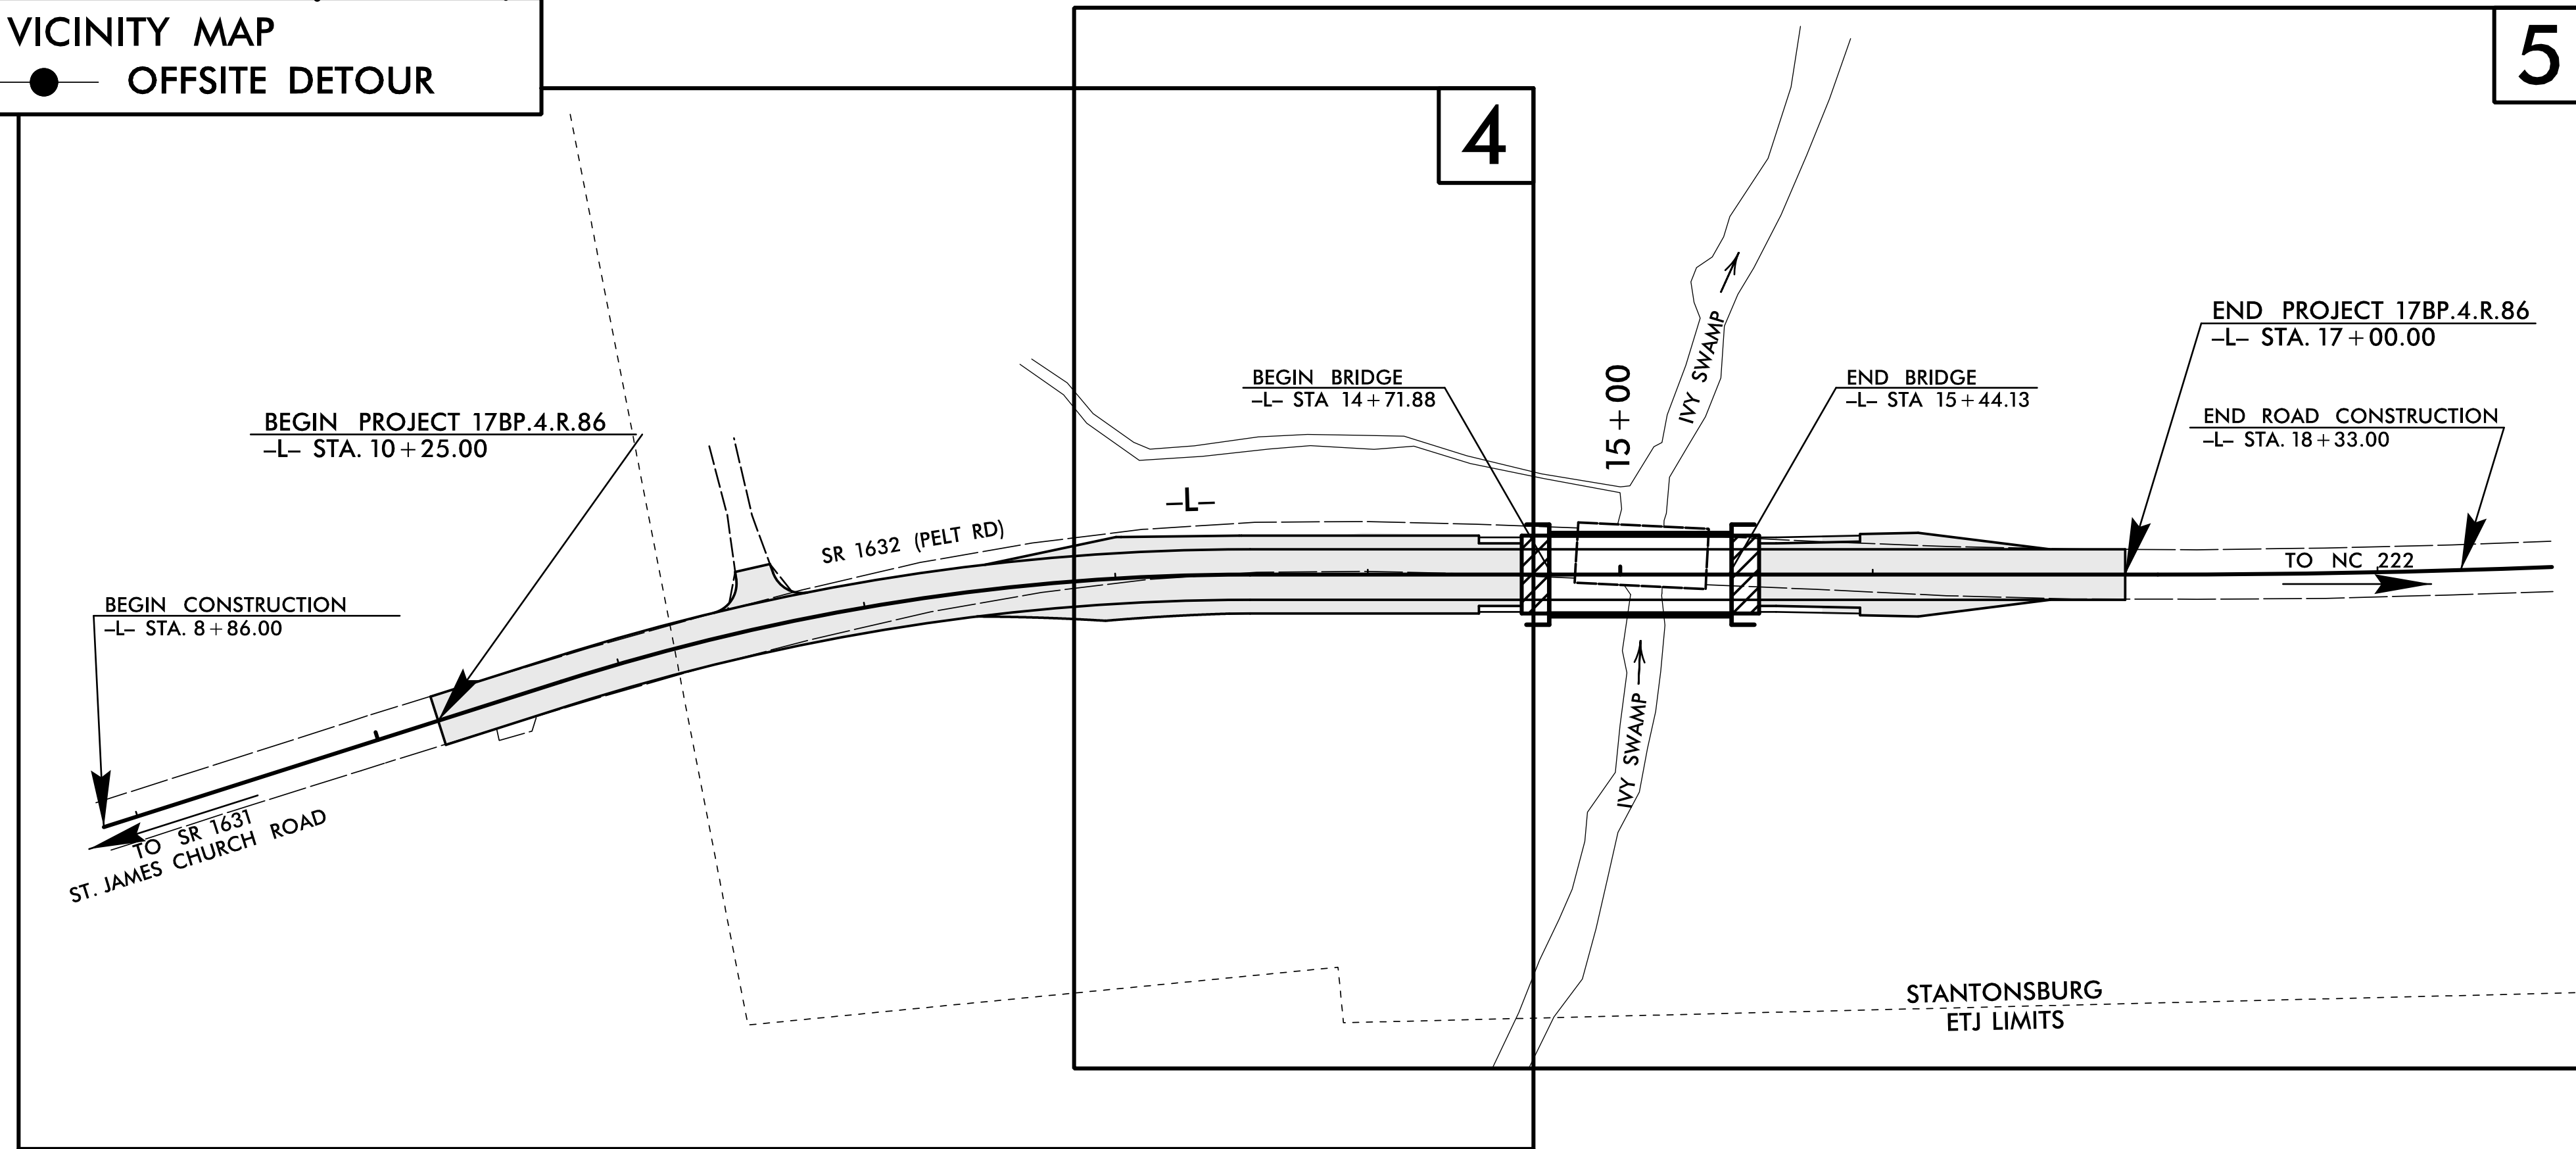 VICINITY MAP
OFFSITE DETOUR
5
4
END PROJECT 17BP.4.R.86
–L– STA. 17+00.00
BEGIN BRIDGE
–L– STA 14+71.88
15+00
IVY SWAMP
END BRIDGE
–L– STA 15+44.13
END ROAD CONSTRUCTION
–L– STA. 18+33.00
BEGIN PROJECT 17BP.4.R.86
–L– STA. 10+25.00
–L–
SR 1632 (PELT RD)
TO NC 222
BEGIN CONSTRUCTION
–L– STA. 8+86.00
IVY SWAMP
TO SR 1631
ST. JAMES CHURCH ROAD
STANTONSBURG
ETJ LIMITS